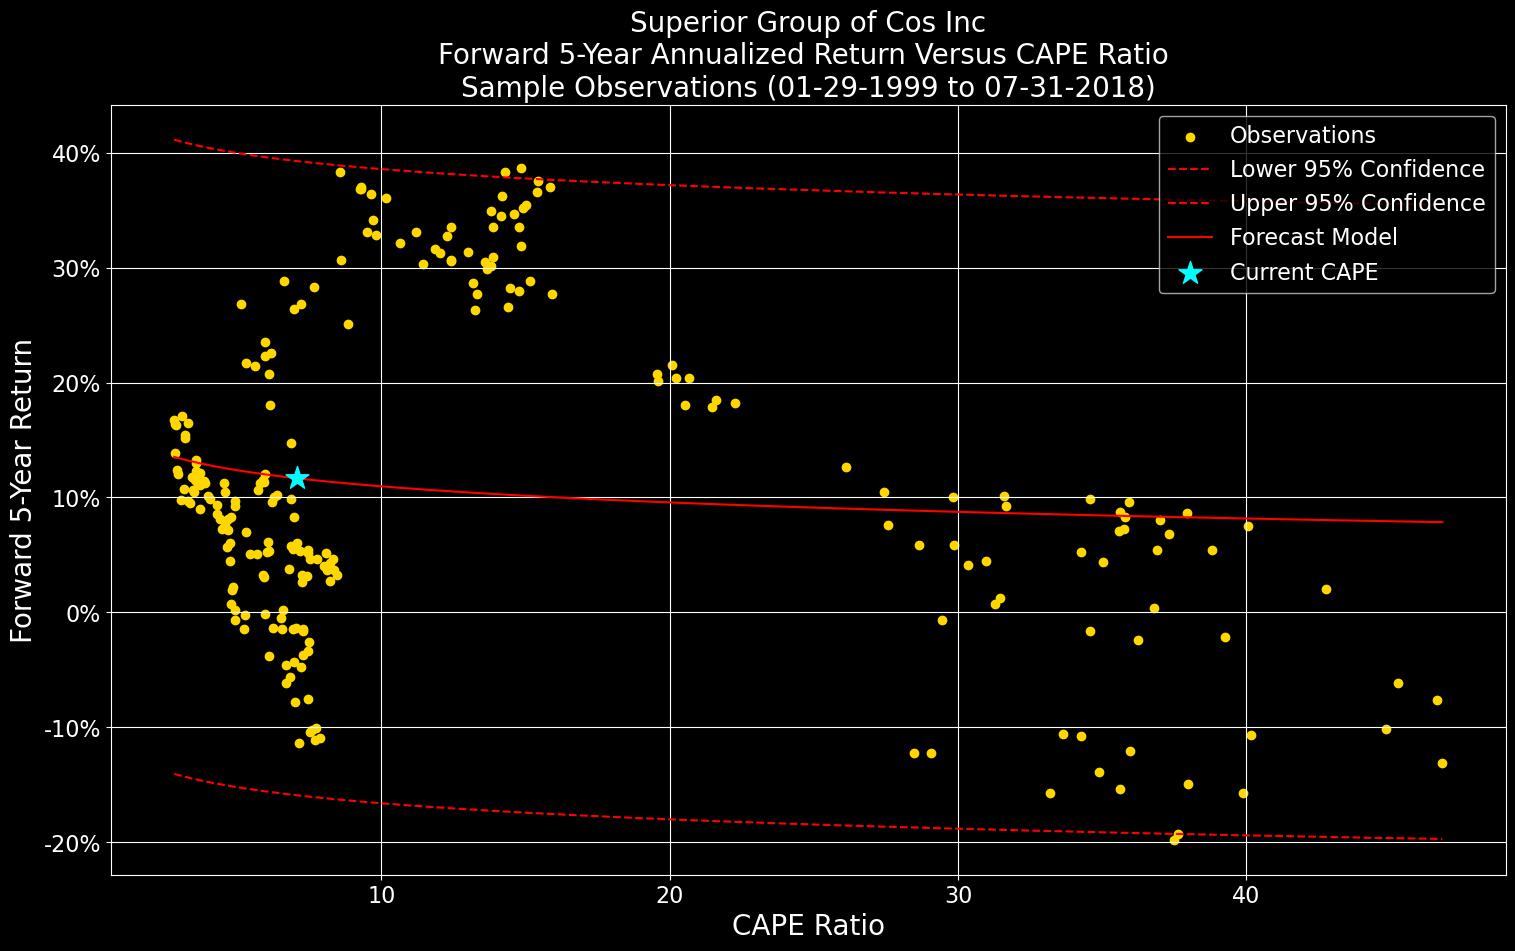 Superior Group of Cos Inc
Forward 5-Year Annualized Return Versus CAPE Ratio
Sample Observations (01-29-1999 to 07-31-2018)
Observations
Lower 95% Confidence
Upper 95% Confidence
Forecast Model
Current CAPE
Forward 5-Year Return
40%
30%
20%
10%
0%
-10%
-20%
10
20
30
40
CAPE Ratio